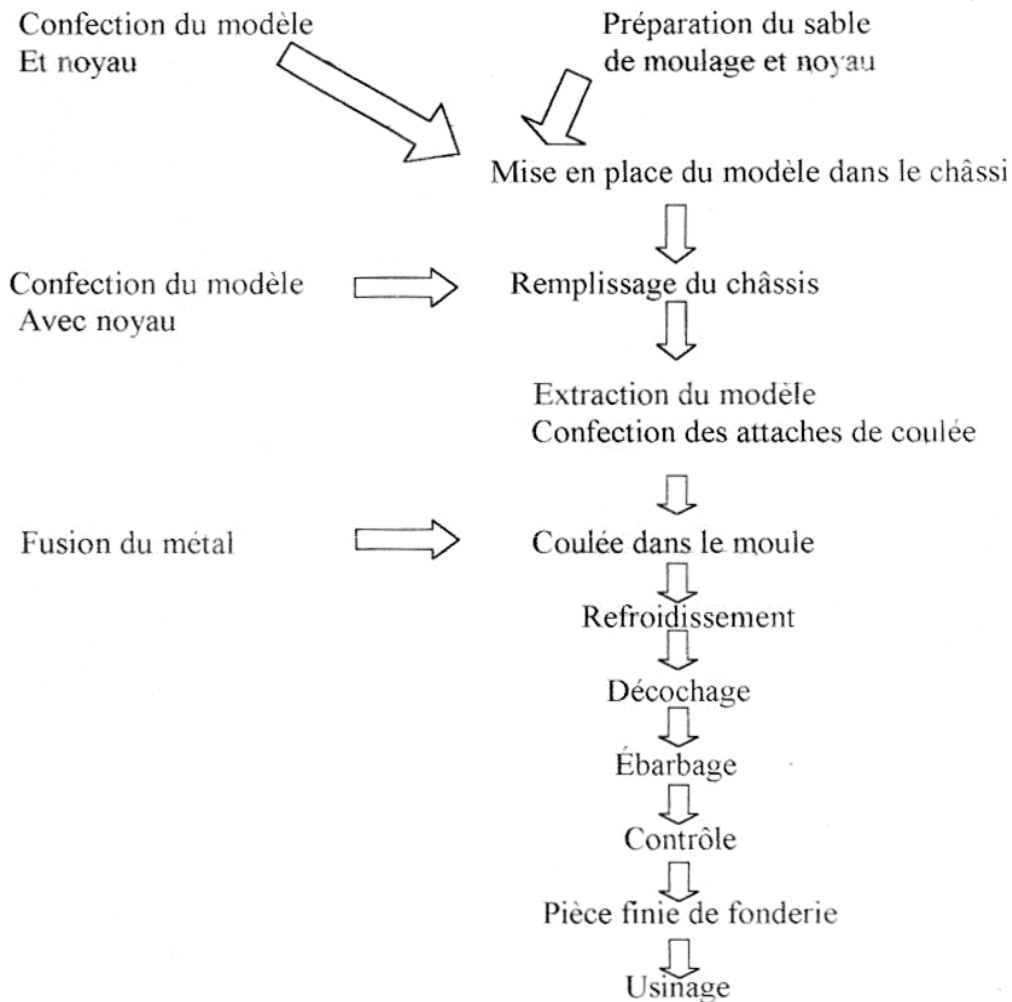 Confection du modèle
Et noyau
Préparation du sable
de moulage et noyau
Mise en place du modèle dans le châssi
Confection du modèle
Avec noyau
Remplissage du châssis
Extraction du modèle
Confection des attaches de coulée
Fusion du métal
Coulée dans le moule
Refroidissement
Décochage
Ébarbage
Contrôle
Pièce finie de fonderie
Usinage